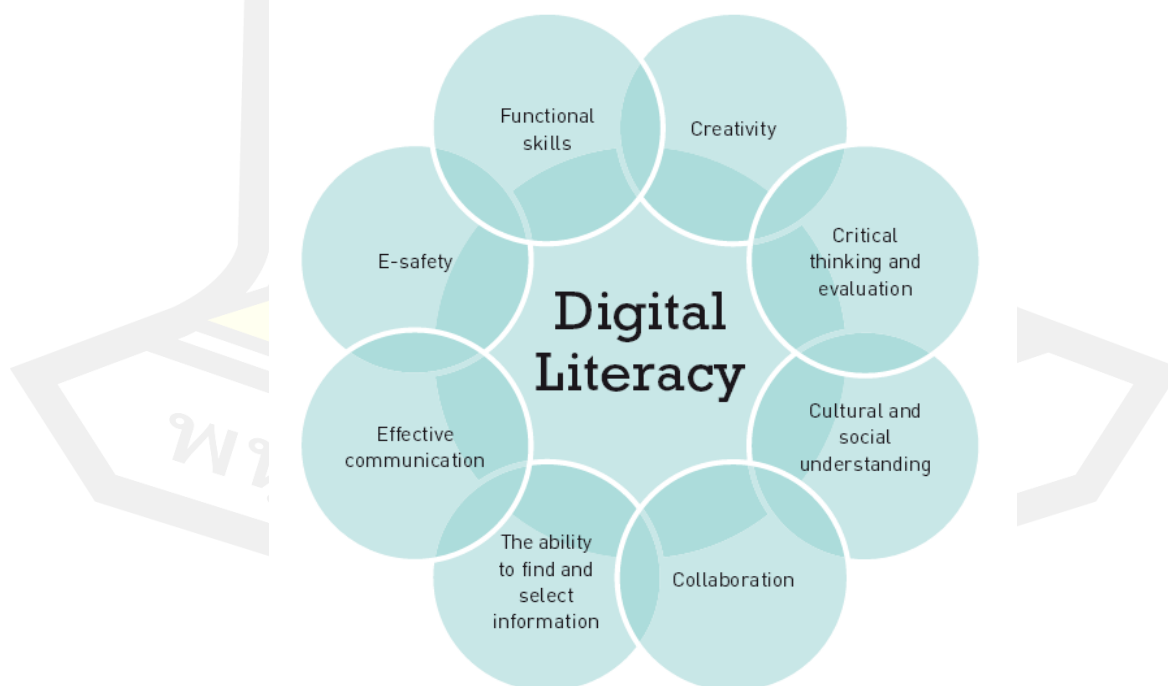 Functional
skills
Creativity
Critical
thinking and
evaluation
Cultural and
social
understanding
Collaboration
The ability
to find and
select
information
Effective
communication
E-safety
Digital
Literacy